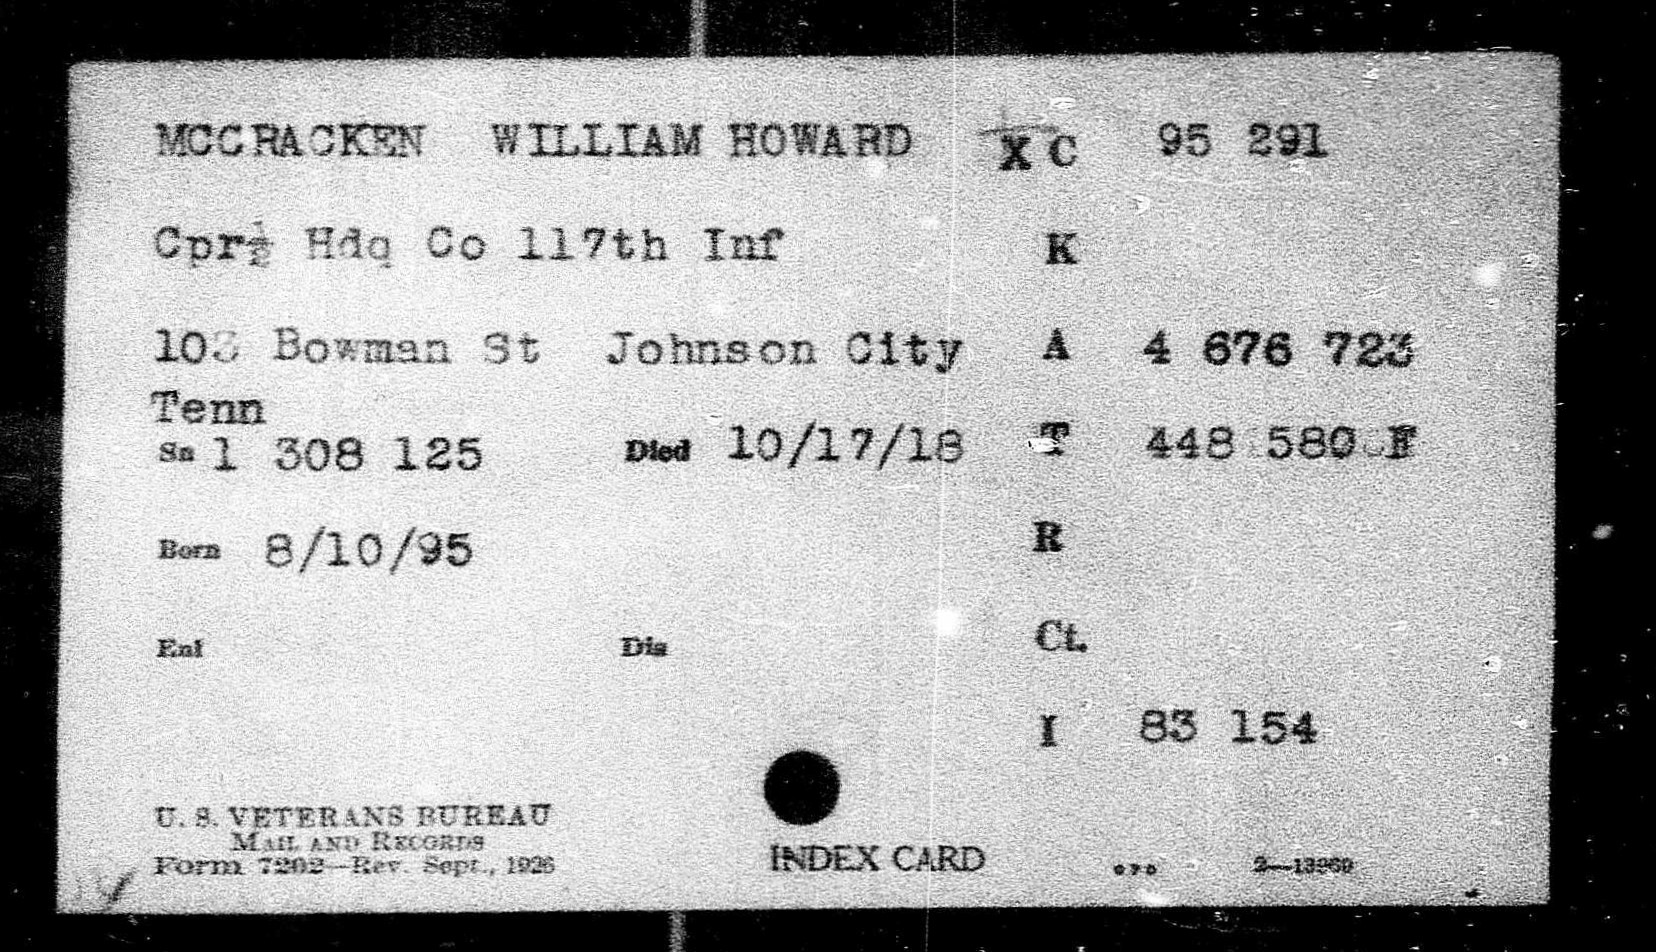 MCCRACKEN WILLIAM HOWARD XC 95 291
Cpr½ Hdq Co 117th Inf K
103 Bowman St Johnson City A 4 676 723
Tenn
Sn 1 308 125 Died 10/17/18 T 448 580 H
Born 8/10/95 R
Enl Dis Ct.
I 83 154
U. S. VETERANS BUREAU
MAIL AND RECORDS
Form 7202—Rev. Sept., 1926 INDEX CARD 2—13960